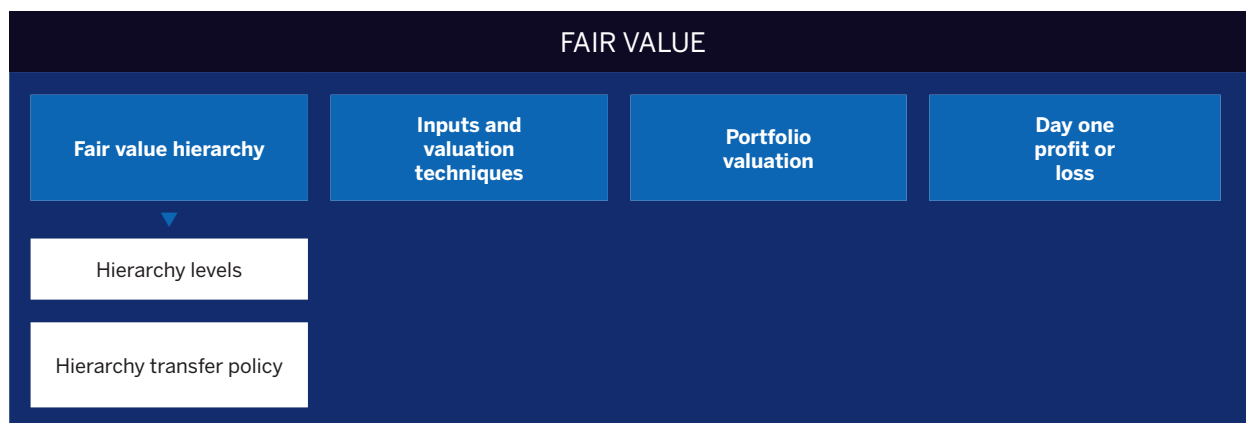 FAIR VALUE
Fair value hierarchy
Inputs and
valuation
techniques
Portfolio
valuation
Day one
profit or
loss
Hierarchy levels
Hierarchy transfer policy